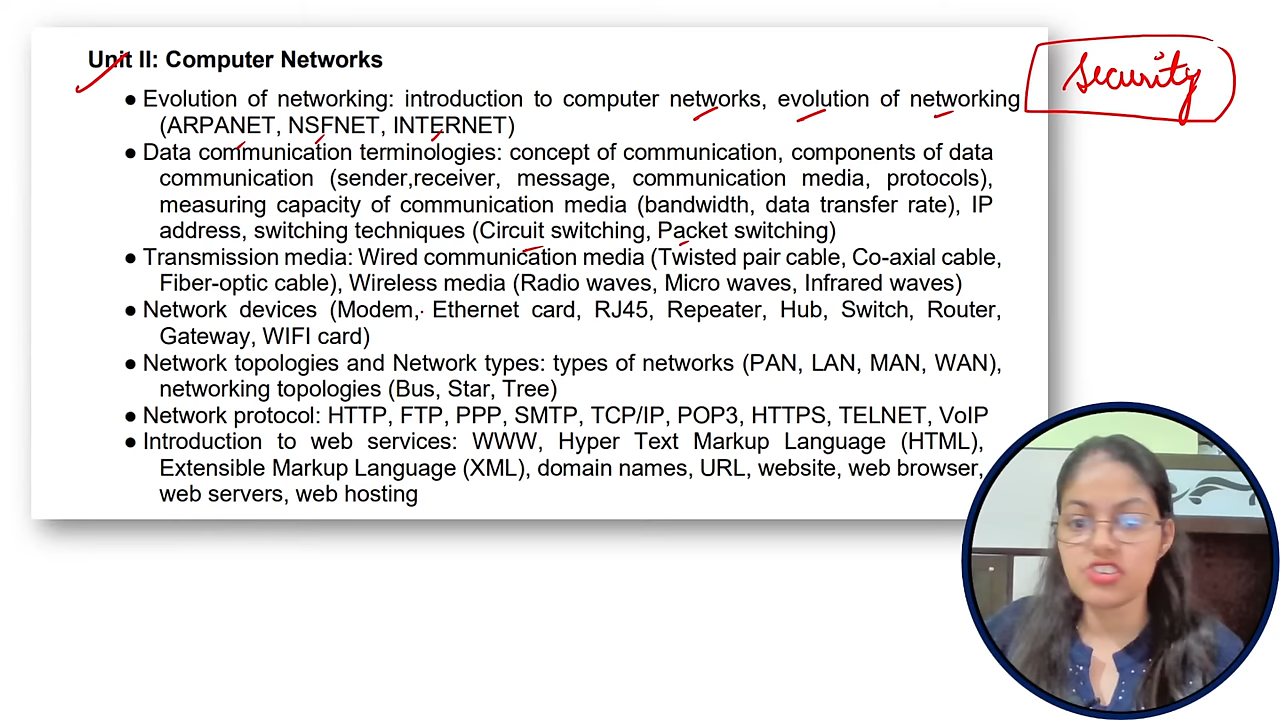 Unit II: Computer Networks
security
● Evolution of networking: introduction to computer networks, evolution of networking
(ARPANET, NSFNET, INTERNET)
● Data communication terminologies: concept of communication, components of data
communication (sender,receiver, message, communication media, protocols),
measuring capacity of communication media (bandwidth, data transfer rate), IP
address, switching techniques (Circuit switching, Packet switching)
● Transmission media: Wired communication media (Twisted pair cable, Co-axial cable,
Fiber-optic cable), Wireless media (Radio waves, Micro waves, Infrared waves)
● Network devices (Modem, Ethernet card, RJ45, Repeater, Hub, Switch, Router,
Gateway, WIFI card)
● Network topologies and Network types: types of networks (PAN, LAN, MAN, WAN),
networking topologies (Bus, Star, Tree)
● Network protocol: HTTP, FTP, PPP, SMTP, TCP/IP, POP3, HTTPS, TELNET, VoIP
● Introduction to web services: WWW, Hyper Text Markup Language (HTML),
Extensible Markup Language (XML), domain names, URL, website, web browser,
web servers, web hosting